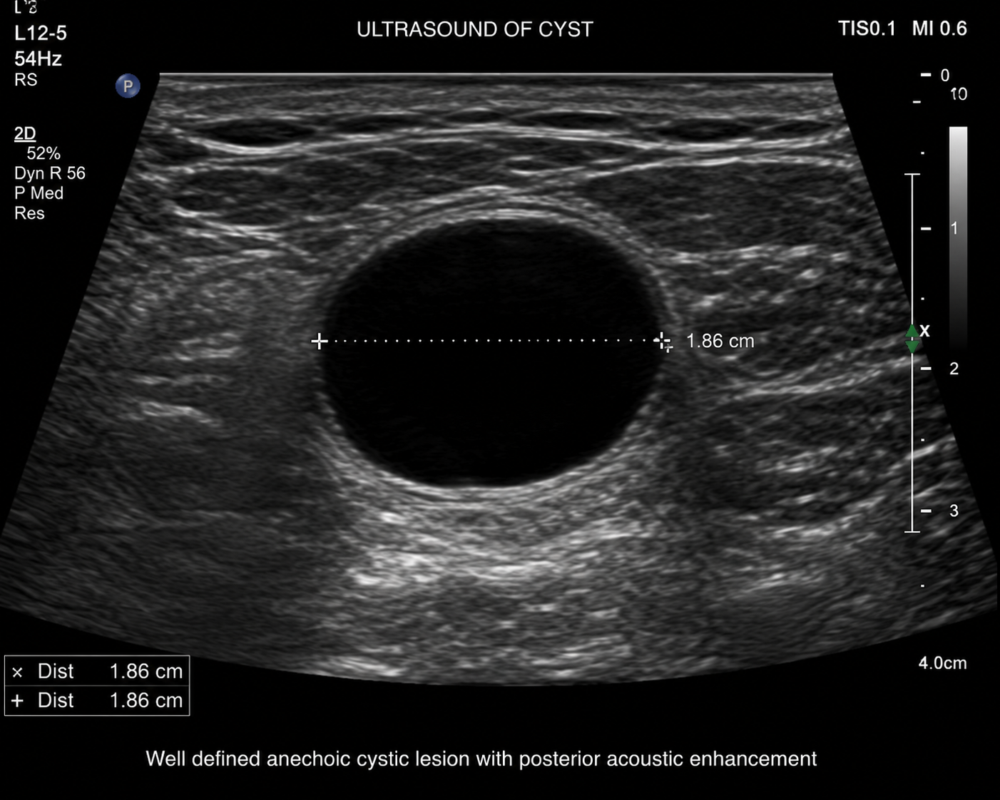 L12-5
54Hz
RS
ULTRASOUND OF CYST
TIS0.1 MI 0.6
P
2D
52%
Dyn R 56
P Med
Res
0
10
1
x
2
3
4.0cm
1.86 cm
× Dist 1.86 cm
+ Dist 1.86 cm
Well defined anechoic cystic lesion with posterior acoustic enhancement